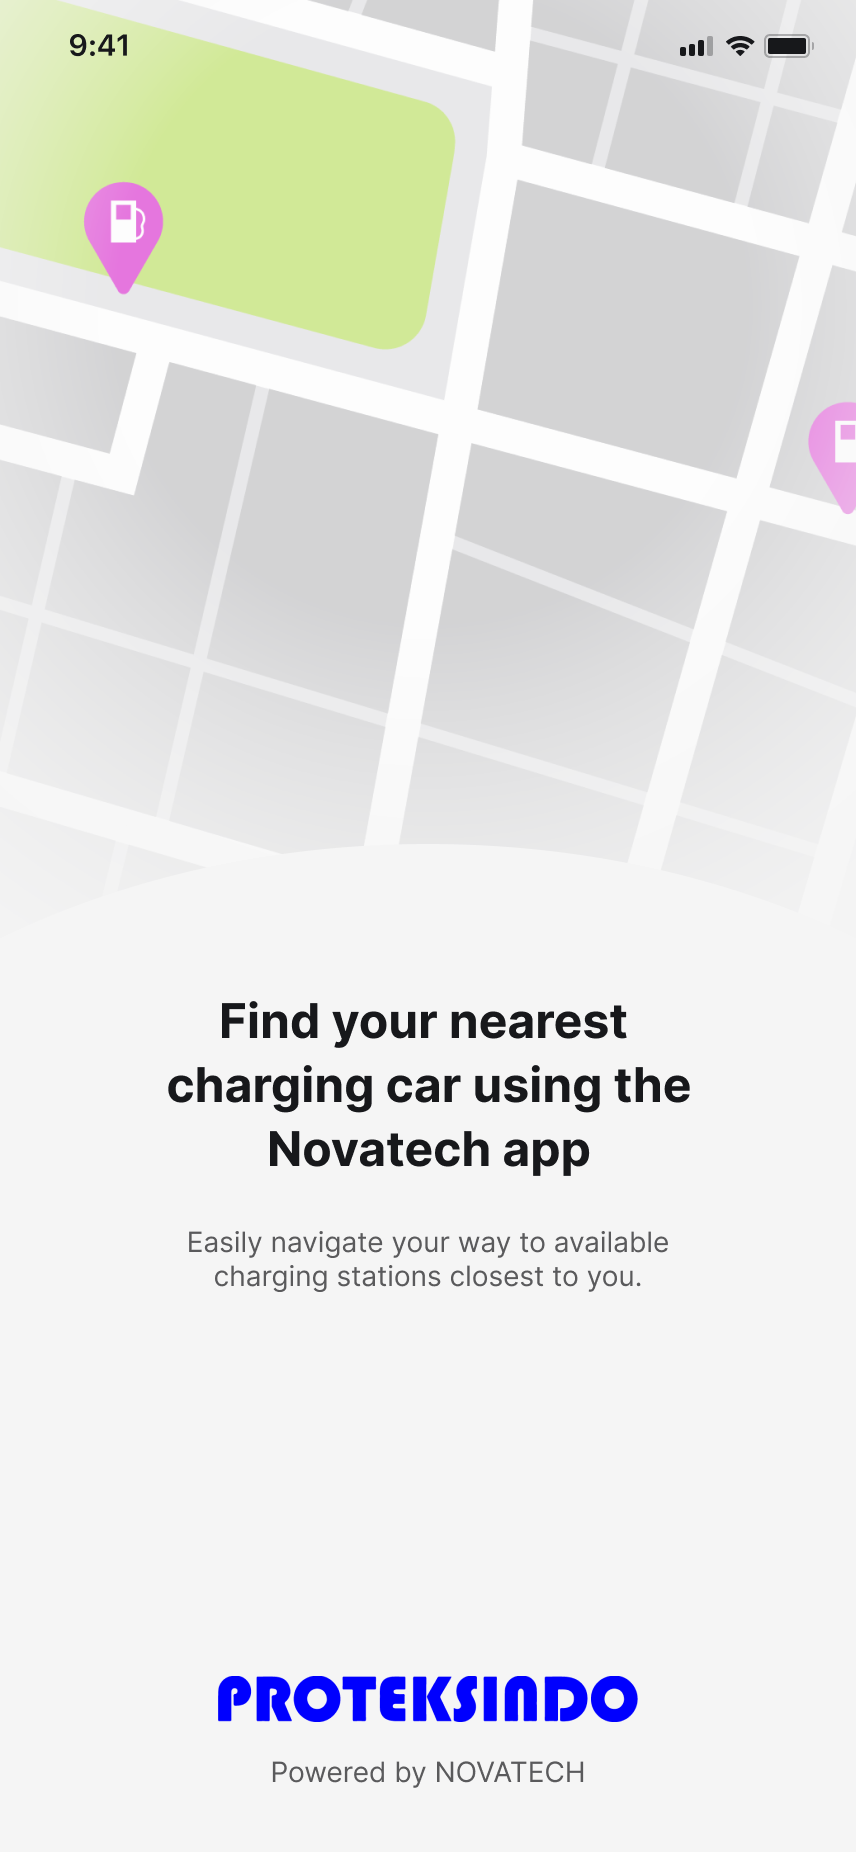 9:41
Find your nearest
charging car using the
Novatech app
Easily navigate your way to available
charging stations closest to you.
PROTEKSINDO
Powered by NOVATECH